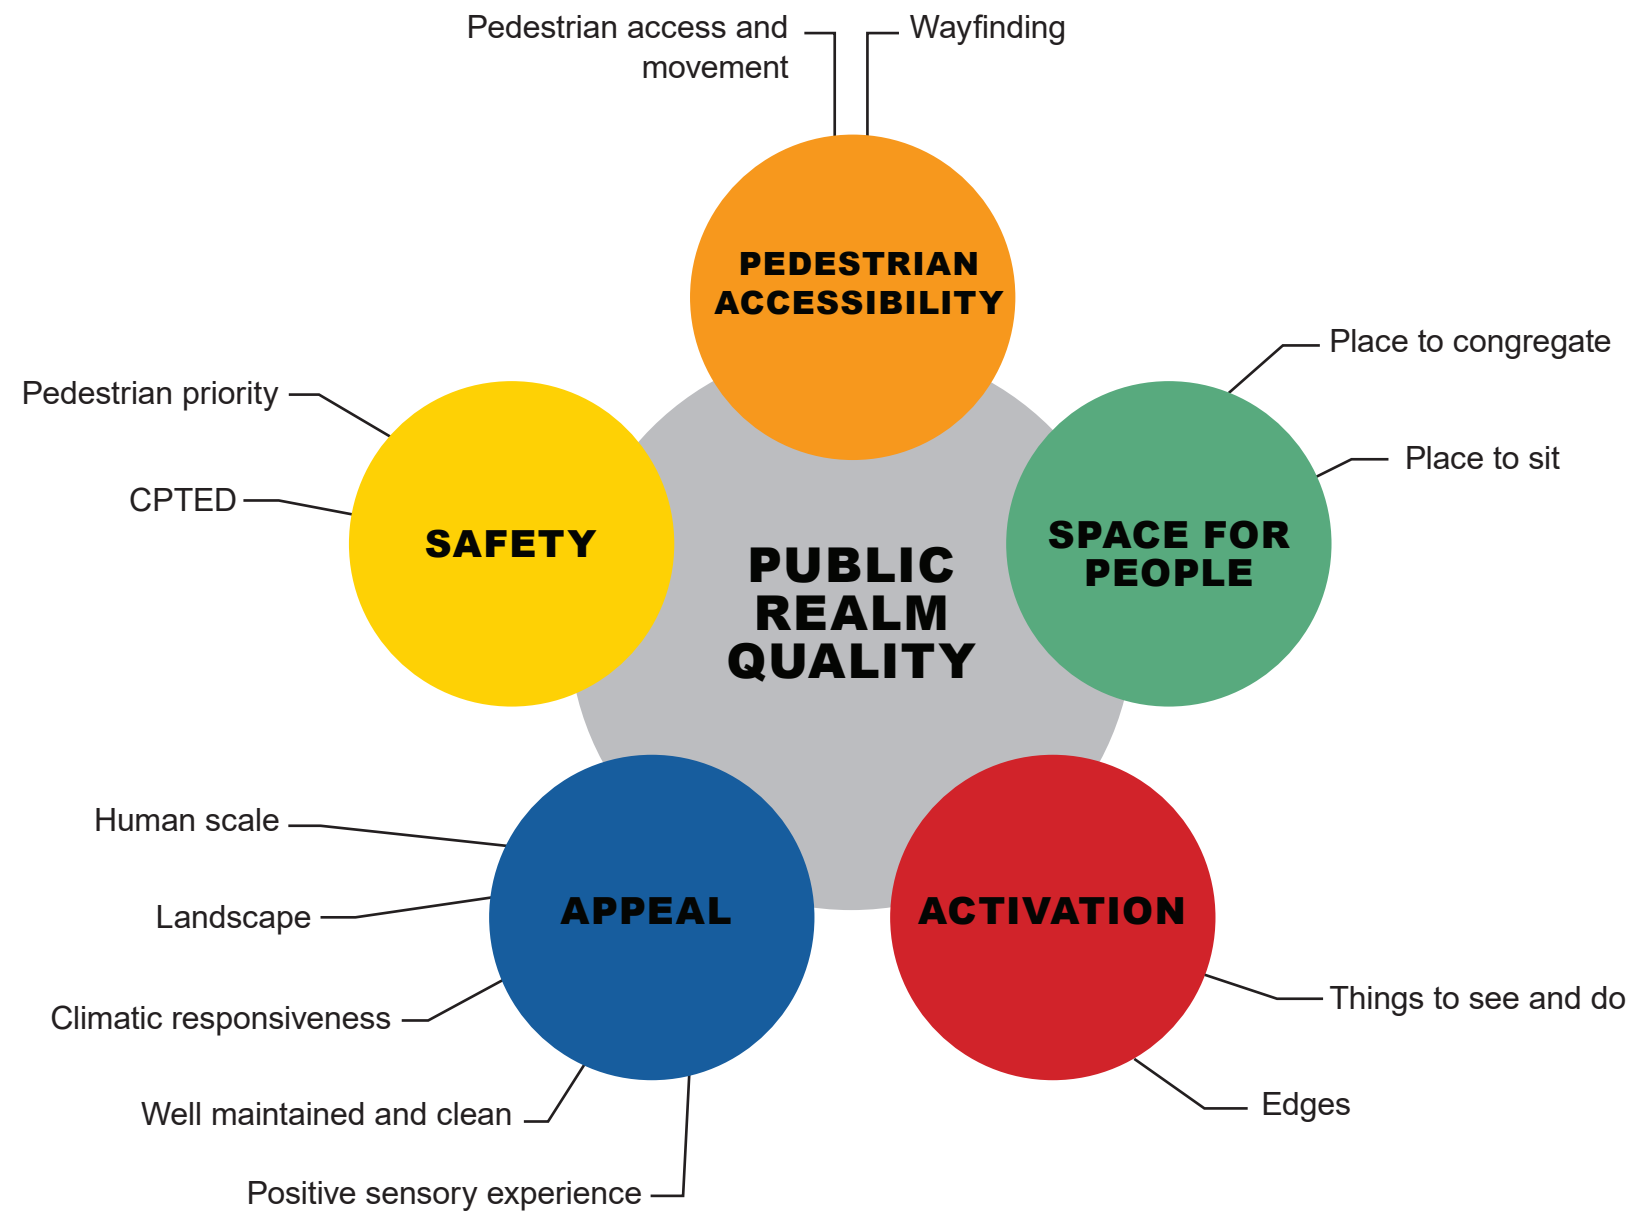 Pedestrian access and
movement
Wayfinding
PEDESTRIAN
ACCESSIBILITY
Place to congregate
Place to sit
SPACE FOR
PEOPLE
Pedestrian priority
CPTED
SAFETY
PUBLIC
REALM
QUALITY
Human scale
Landscape
Climatic responsiveness
Well maintained and clean
Positive sensory experience
APPEAL
ACTIVATION
Things to see and do
Edges